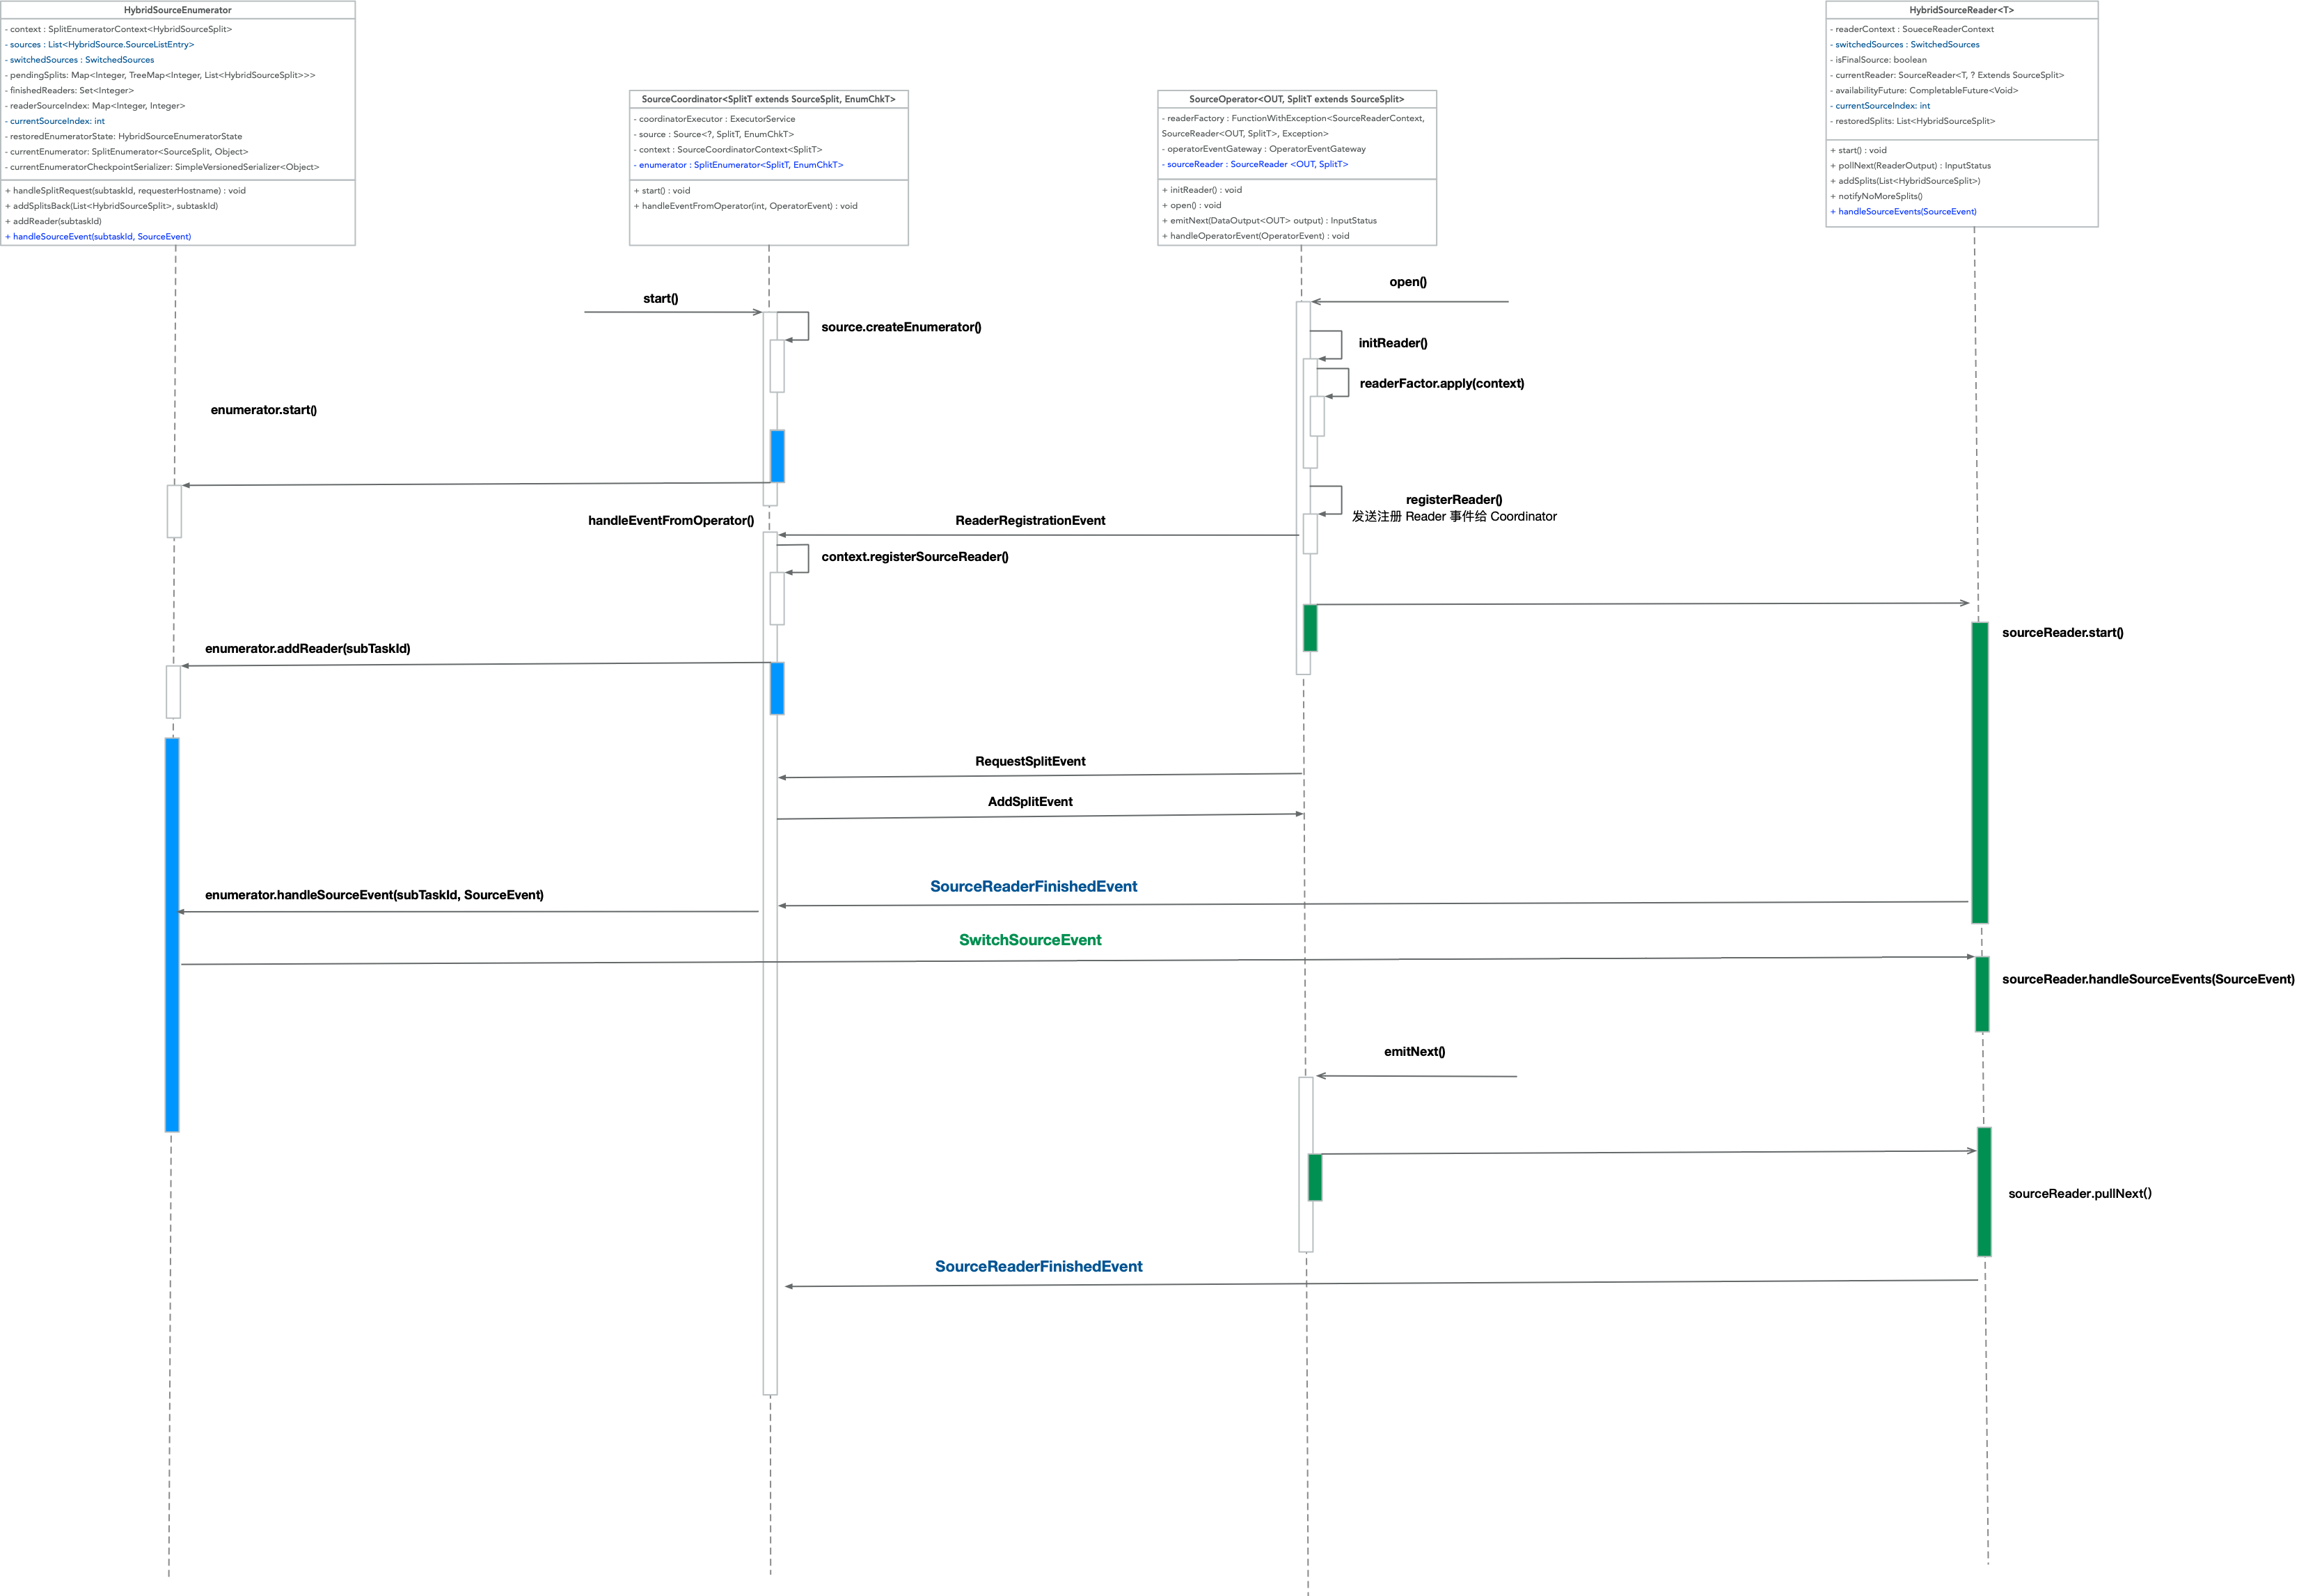 HybridSourceEnumerator
- context : SplitEnumeratorContext<HybridSourceSplit>
- sources : List<HybridSource.SourceListEntry>
- switchedSources : SwitchedSources
- pendingSplits: Map<Integer, TreeMap<Integer, List<HybridSourceSplit>>>
- finishedReaders: Set<Integer>
- readerSourceIndex: Map<Integer, Integer>
- currentSourceIndex: int
- restoredEnumeratorState: HybridSourceEnumeratorState
- currentEnumerator: SplitEnumerator<SourceSplit, Object>
- currentEnumeratorCheckpointSerializer: SimpleVersionedSerializer<Object>
+ handleSplitRequest(subtaskId, requesterHostname) : void
+ addSplitsBack(List<HybridSourceSplit>, subtaskId)
+ addReader(subtaskId)
+ handleSourceEvent(subtaskId, SourceEvent)
SourceCoordinator<SplitT extends SourceSplit, EnumChkT>
- coordinatorExecutor : ExecutorService
- source : Source<?, SplitT, EnumChkT>
- context : SourceCoordinatorContext<SplitT>
- enumerator : SplitEnumerator<SplitT, EnumChkT>
+ start() : void
+ handleEventFromOperator(int, OperatorEvent) : void
SourceOperator<OUT, SplitT extends SourceSplit>
- readerFactory : FunctionWithException<SourceReaderContext,
SourceReader<OUT, SplitT>, Exception>
- operatorEventGateway : OperatorEventGateway
- sourceReader : SourceReader <OUT, SplitT>
+ initReader() : void
+ open() : void
+ emitNext(DataOutput<OUT> output) : InputStatus
+ handleOperatorEvent(OperatorEvent) : void
HybridSourceReader<T>
- readerContext : SoueceReaderContext
- switchedSources : SwitchedSources
- isFinalSource: boolean
- currentReader: SourceReader<T, ? Extends SourceSplit>
- availabilityFuture: CompletableFuture<Void>
- currentSourceIndex: int
- restoredSplits: List<HybridSourceSplit>
+ start() : void
+ pollNext(ReaderOutput) : InputStatus
+ addSplits(List<HybridSourceSplit>)
+ notifyNoMoreSplits()
+ handleSourceEvents(SourceEvent)
open()
start()
source.createEnumerator()
initReader()
readerFactor.apply(context)
enumerator.start()
registerReader()
发送注册 Reader 事件给 Coordinator
handleEventFromOperator()
ReaderRegistrationEvent
context.registerSourceReader()
sourceReader.start()
enumerator.addReader(subTaskId)
RequestSplitEvent
AddSplitEvent
SourceReaderFinishedEvent
enumerator.handleSourceEvent(subTaskId, SourceEvent)
SwitchSourceEvent
sourceReader.handleSourceEvents(SourceEvent)
emitNext()
sourceReader.pullNext()
SourceReaderFinishedEvent